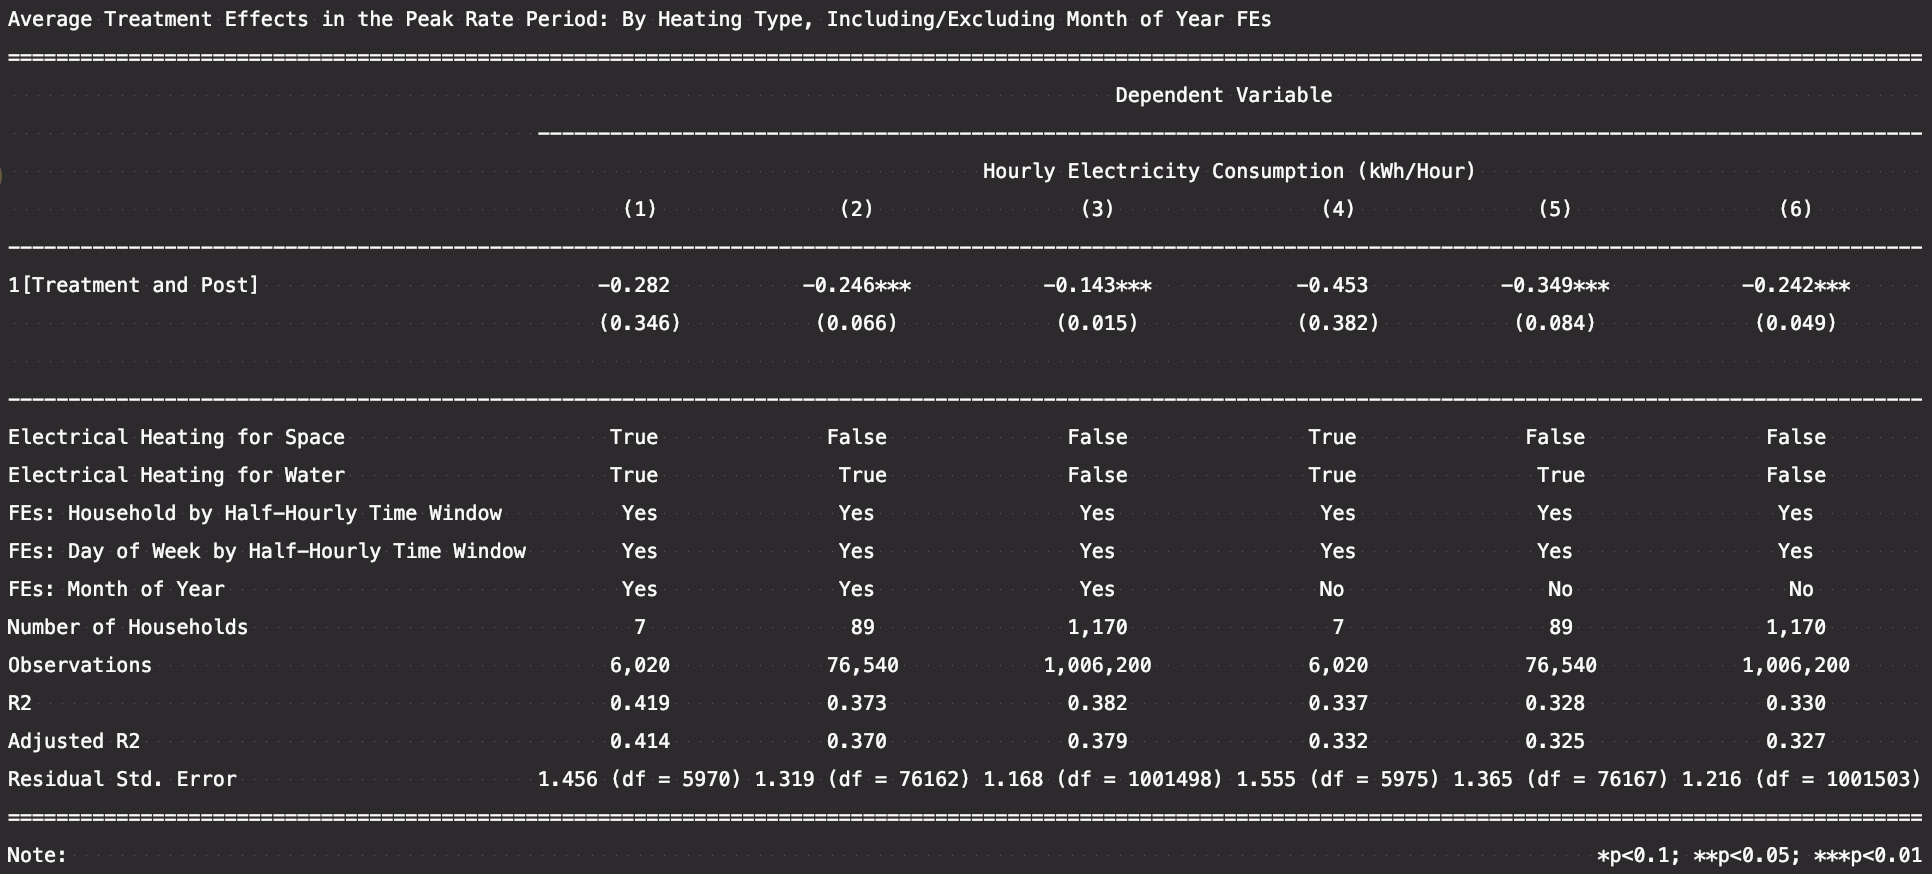 Average Treatment Effects in the Peak Rate Period: By Heating Type, Including/Excluding Month of Year FEs
Dependent Variable
Hourly Electricity Consumption (kWh/Hour)
(1) (2) (3) (4) (5) (6)
1[Treatment and Post] -0.282 -0.246*** -0.143*** -0.453 -0.349*** -0.242***
(0.346) (0.066) (0.015) (0.382) (0.084) (0.049)
Electrical Heating for Space True False False True False False
Electrical Heating for Water True True False True True False
FEs: Household by Half-Hourly Time Window Yes Yes Yes Yes Yes Yes
FEs: Day of Week by Half-Hourly Time Window Yes Yes Yes Yes Yes Yes
FEs: Month of Year Yes Yes Yes No No No
Number of Households 7 89 1,170 7 89 1,170
Observations 6,020 76,540 1,006,200 6,020 76,540 1,006,200
R2 0.419 0.373 0.382 0.337 0.328 0.330
Adjusted R2 0.414 0.370 0.379 0.332 0.325 0.327
Residual Std. Error 1.456 (df = 5970) 1.319 (df = 76162) 1.168 (df = 1001498) 1.555 (df = 5975) 1.365 (df = 76167) 1.216 (df = 1001503)
Note: *p<0.1; **p<0.05; ***p<0.01